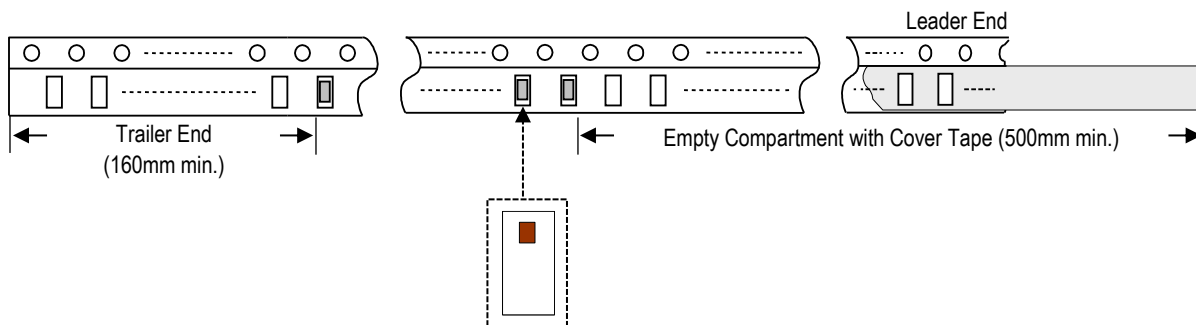 Leader End
Trailer End
(160mm min.)
Empty Compartment with Cover Tape (500mm min.)